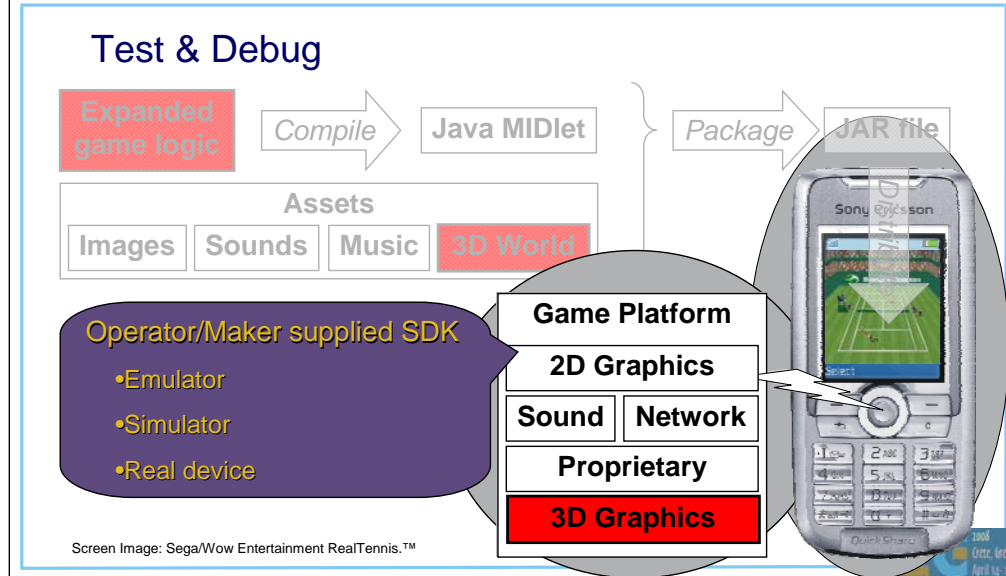 Test & Debug
Expanded
game logic
Compile
Java MIDlet
Package
JAR file
Assets
Images
Sounds
Music
3D World
Sony Ericsson
Select
Operator/Maker supplied SDK
•Emulator
•Simulator
•Real device
Game Platform
2D Graphics
Sound
Network
Proprietary
3D Graphics
QuickShare
Screen Image: Sega/Wow Entertainment RealTennis.™
2008